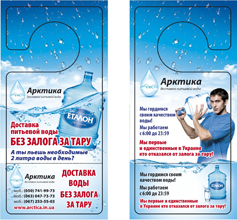 Арктика
ЭТАЛОН
Доставка
питьевой воды
БЕЗ ЗАЛОГА ЗА ТАРУ
А ты пьешь необходимые
2 литра воды в день?
Арктика
ДОСТАВКА
ВОДЫ
БЕЗ ЗАЛОГА
ЗА ТАРУ
www.arctica.in.ua
Арктика
Мы гордимся
своим качеством
воды!
Мы работаем
с 6:00 до 23:59
Мы первые
и единственные в Украине
кто отказался от залога за тару!
Мы гордимся своим
качеством воды!
Мы работаем
с 6:00 до 23:59
Мы первые
и единственные в Украине
кто отказался от залога за тару!